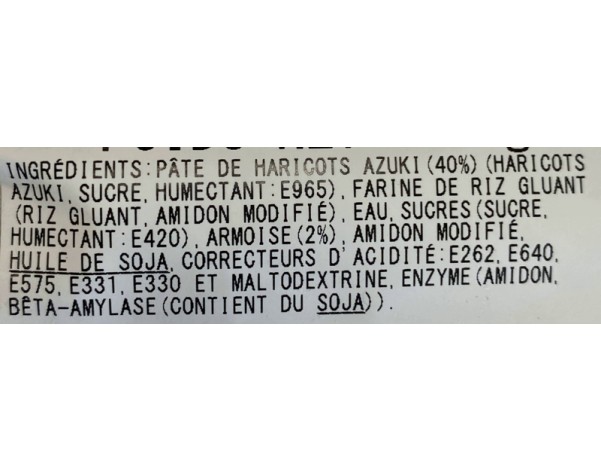 INGRÉDIENTS:PÂTE DE HARICOTS AZUKI(40%)(HARICOTS
AZUKI, SUCRE, HUMECTANT:E965), FARINE DE RIZ GLUANT
(RIZ GLUANT, AMIDON MODIFIÉ), EAU, SUCRES(SUCRE,
HUMECTANT:E420), ARMOISE(2%), AMIDON MODIFIÉ,
HUILE DE SOJA, CORRECTEURS D'ACIDITÉ:E262, E640,
E575, E331, E330 ET MALTODEXTRINE, ENZYME(AMIDON,
BÊTA-AMYLASE(CONTIENT DU SOJA)).